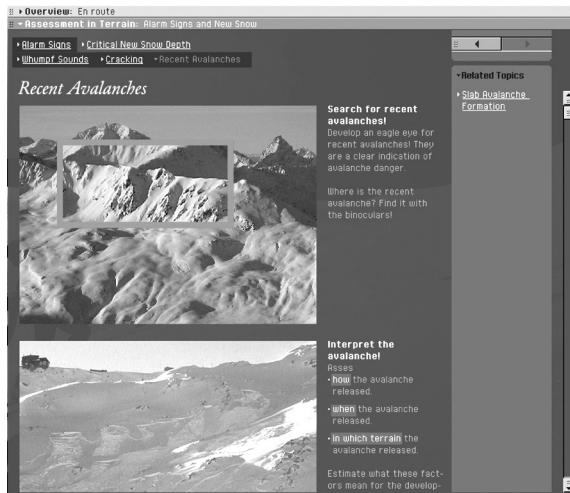 Overview: En route
Assessment in Terrain: Alarm Signs and New Snow
Alarm Signs Critical New Snow Depth
Whumpf Sounds Cracking Recent Avalanches
Recent Avalanches
Search for recent
avalanches!
Develop an eagle eye for
recent avalanches! They
are a clear indication of
avalanche danger.
Where is the recent
avalanche? Find it with
the binoculars!
Interpret the
avalanche!
Asses
• how the avalanche
released.
• when the avalanche
released.
• in which terrain the
avalanche released.
Estimate what these fact-
ors mean for the develop-
Related Topics
Slab Avalanche
Formation